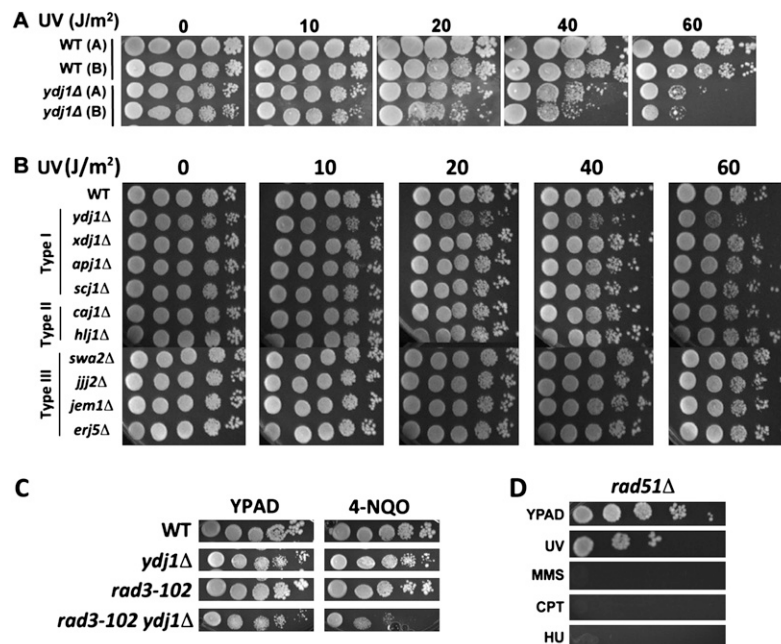 A UV (J/m²) 0 10 20 40 60
WT (A)
WT (B)
ydj1Δ (A)
ydj1Δ (B)
B UV (J/m²) 0 10 20 40 60
WT
Type I
ydj1Δ
xdj1Δ
apj1Δ
scj1Δ
Type II
caj1Δ
hlj1Δ
Type III
swa2Δ
jjj2Δ
jem1Δ
erj5Δ
C
YPAD 4-NQO
WT
ydj1Δ
rad3-102
rad3-102 ydj1Δ
D
rad51Δ
YPAD
UV
MMS
CPT
HU